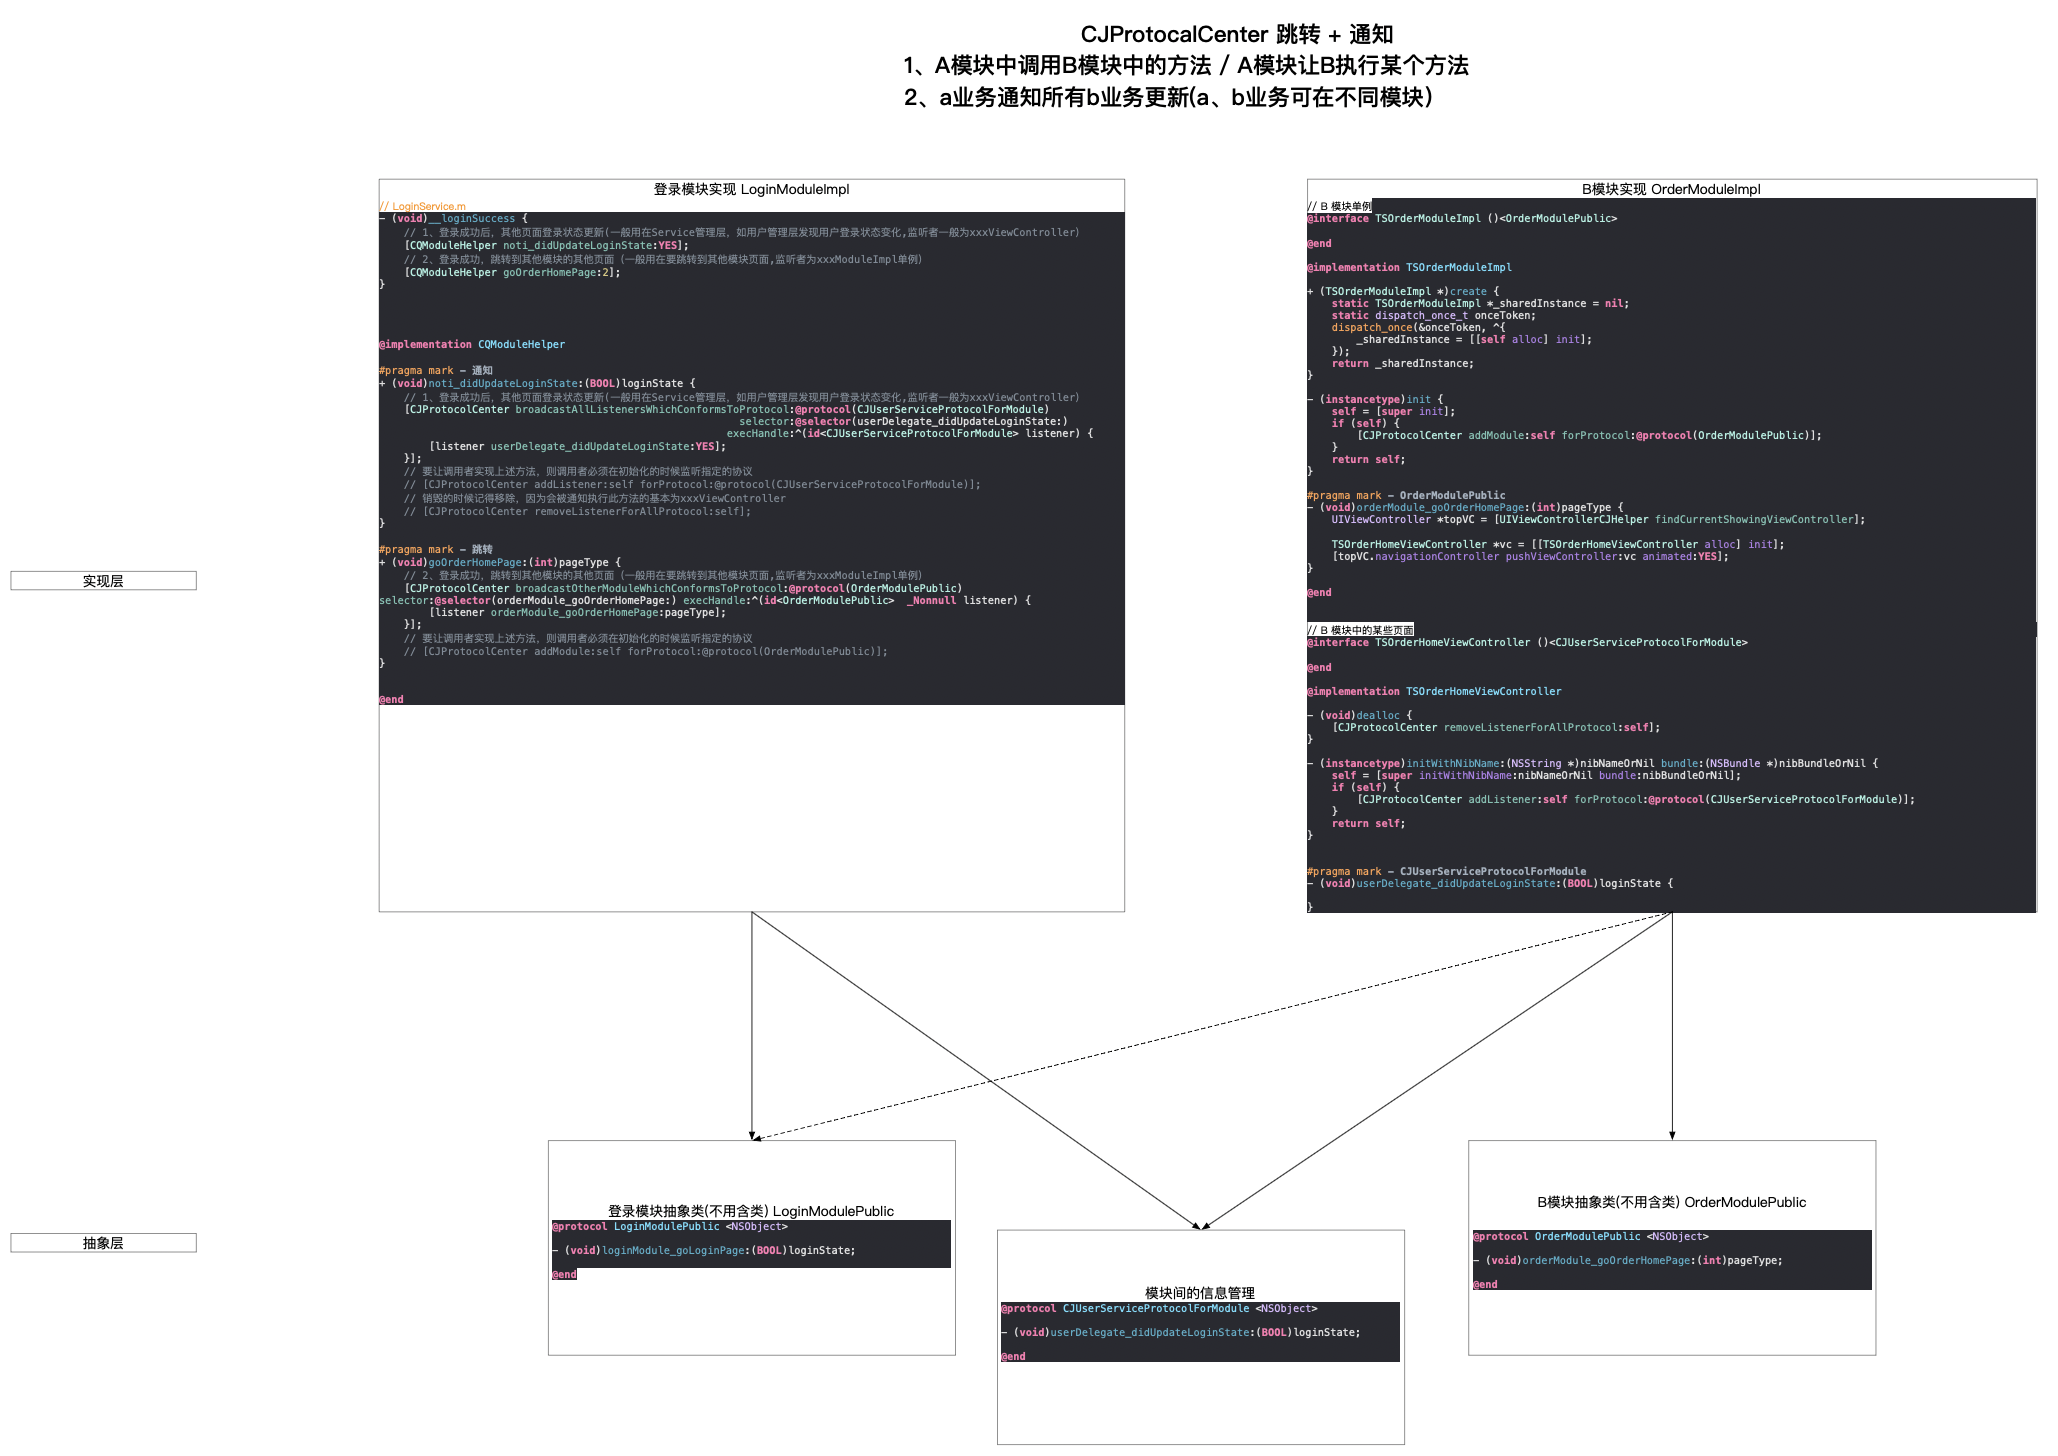 CJProtocalCenter 跳转 + 通知
1、A模块中调用B模块中的方法 / A模块让B执行某个方法
2、a业务通知所有b业务更新(a、b业务可在不同模块）
登录模块实现 LoginModuleImpl
// LoginService.m
- (void)__loginSuccess {
    // 1、登录成功后，其他页面登录状态更新(一般用在Service管理层，如用户管理层发现用户登录状态变化,监听者一般为xxxViewController)
    [CQModuleHelper noti_didUpdateLoginState:YES];
    // 2、登录成功，跳转到其他模块的其他页面（一般用在要跳转到其他模块页面,监听者为xxxModuleImpl单例）
    [CQModuleHelper goOrderHomePage:2];
}
@implementation CQModuleHelper
#pragma mark - 通知
+ (void)noti_didUpdateLoginState:(BOOL)loginState {
    // 1、登录成功后，其他页面登录状态更新(一般用在Service管理层，如用户管理层发现用户登录状态变化,监听者一般为xxxViewController)
    [CJProtocolCenter broadcastAllListenersWhichConformsToProtocol:@protocol(CJUserServiceProtocolForModule)
                                                          selector:@selector(userDelegate_didUpdateLoginState:)
                                                        execHandle:^(id<CJUserServiceProtocolForModule> listener) {
        [listener userDelegate_didUpdateLoginState:YES];
    }];
    // 要让调用者实现上述方法，则调用者必须在初始化的时候监听指定的协议
    // [CJProtocolCenter addListener:self forProtocol:@protocol(CJUserServiceProtocolForModule)];
    // 销毁的时候记得移除，因为会被通知执行此方法的基本为xxxViewController
    // [CJProtocolCenter removeListenerForAllProtocol:self];
}
#pragma mark - 跳转
+ (void)goOrderHomePage:(int)pageType {
    // 2、登录成功，跳转到其他模块的其他页面（一般用在要跳转到其他模块页面,监听者为xxxModuleImpl单例）
    [CJProtocolCenter broadcastOtherModuleWhichConformsToProtocol:@protocol(OrderModulePublic)
selector:@selector(orderModule_goOrderHomePage:) execHandle:^(id<OrderModulePublic>  _Nonnull listener) {
        [listener orderModule_goOrderHomePage:pageType];
    }];
    // 要让调用者实现上述方法，则调用者必须在初始化的时候监听指定的协议
    // [CJProtocolCenter addModule:self forProtocol:@protocol(OrderModulePublic)];
}
@end
B模块实现 OrderModuleImpl
// B 模块单例
@interface TSOrderModuleImpl ()<OrderModulePublic>
@end
@implementation TSOrderModuleImpl
+ (TSOrderModuleImpl *)create {
    static TSOrderModuleImpl *_sharedInstance = nil;
    static dispatch_once_t onceToken;
    dispatch_once(&onceToken, ^{
        _sharedInstance = [[self alloc] init];
    });
    return _sharedInstance;
}
- (instancetype)init {
    self = [super init];
    if (self) {
        [CJProtocolCenter addModule:self forProtocol:@protocol(OrderModulePublic)];
    }
    return self;
}
#pragma mark - OrderModulePublic
- (void)orderModule_goOrderHomePage:(int)pageType {
    UIViewController *topVC = [UIViewControllerCJHelper findCurrentShowingViewController];
    TSOrderHomeViewController *vc = [[TSOrderHomeViewController alloc] init];
    [topVC.navigationController pushViewController:vc animated:YES];
}
@end
// B 模块中的某些页面
@interface TSOrderHomeViewController ()<CJUserServiceProtocolForModule>
@end
@implementation TSOrderHomeViewController
- (void)dealloc {
    [CJProtocolCenter removeListenerForAllProtocol:self];
}
- (instancetype)initWithNibName:(NSString *)nibNameOrNil bundle:(NSBundle *)nibBundleOrNil {
    self = [super initWithNibName:nibNameOrNil bundle:nibBundleOrNil];
    if (self) {
        [CJProtocolCenter addListener:self forProtocol:@protocol(CJUserServiceProtocolForModule)];
    }
    return self;
}
#pragma mark - CJUserServiceProtocolForModule
- (void)userDelegate_didUpdateLoginState:(BOOL)loginState {
}
实现层
抽象层
登录模块抽象类(不用含类) LoginModulePublic
@protocol LoginModulePublic <NSObject>
- (void)loginModule_goLoginPage:(BOOL)loginState;
@end
模块间的信息管理
@protocol CJUserServiceProtocolForModule <NSObject>
- (void)userDelegate_didUpdateLoginState:(BOOL)loginState;
@end
B模块抽象类(不用含类) OrderModulePublic
@protocol OrderModulePublic <NSObject>
- (void)orderModule_goOrderHomePage:(int)pageType;
@end